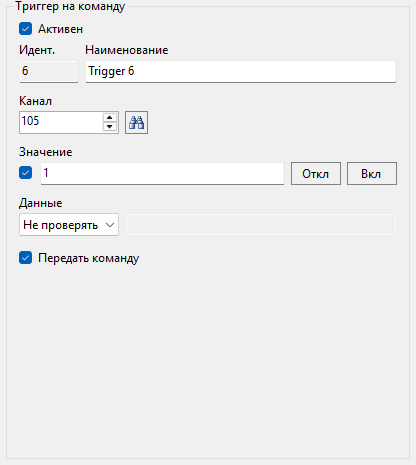 Триггер на команду
Активен
Идент. Наименование
6 Trigger 6
Канал
105
Значение
1 Откл Вкл
Данные
Не проверять
Передать команду